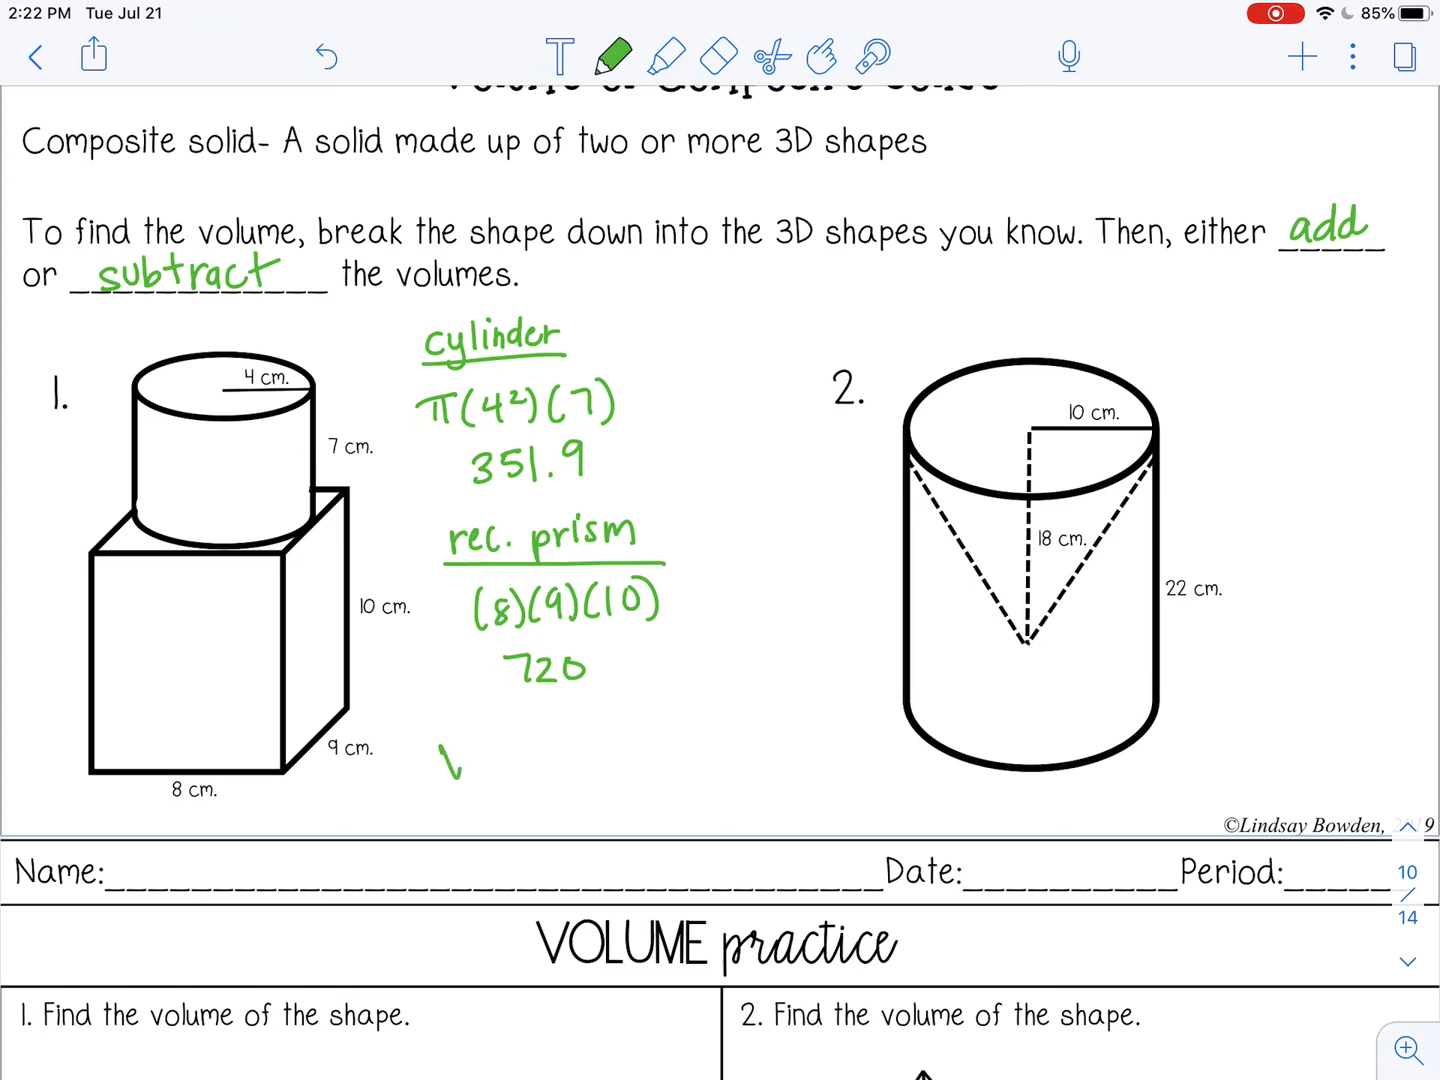 2:22 PM Tue Jul 21
85%
Composite solid- A solid made up of two or more 3D shapes
To find the volume, break the shape down into the 3D shapes you know. Then, either add
or subtract the volumes.
1.
4 cm.
7 cm.
10 cm.
9 cm.
8 cm.
cylinder
π(4²)(7)
351.9
rec. prism
(8)(9)(10)
720
2.
10 cm.
18 cm.
22 cm.
©Lindsay Bowden,
Name: Date: Period:
10
/
14
VOLUME practice
1. Find the volume of the shape.
2. Find the volume of the shape.